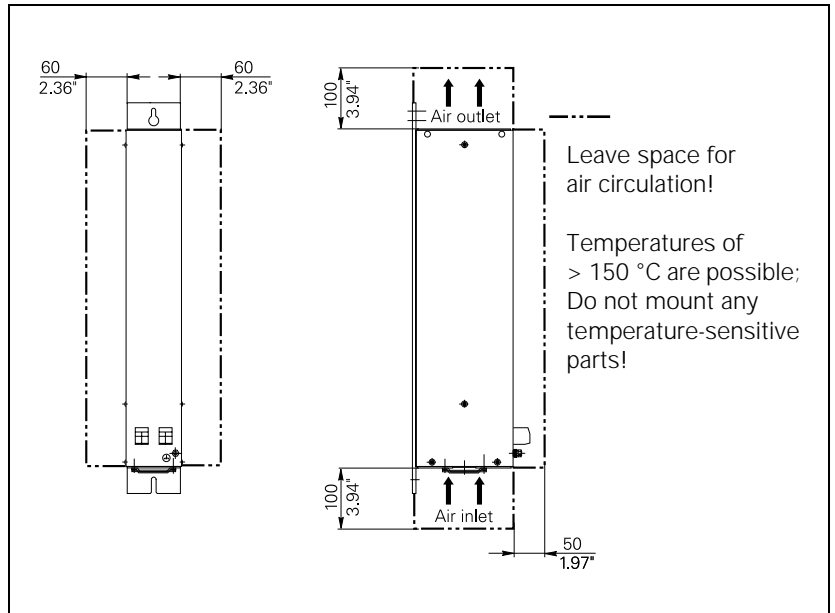 60
2.36"
60
2.36"
100
3.94"
Air outlet
Leave space for
air circulation!
Temperatures of
> 150 °C are possible;
Do not mount any
temperature-sensitive
parts!
100
3.94"
Air inlet
50
1.97"